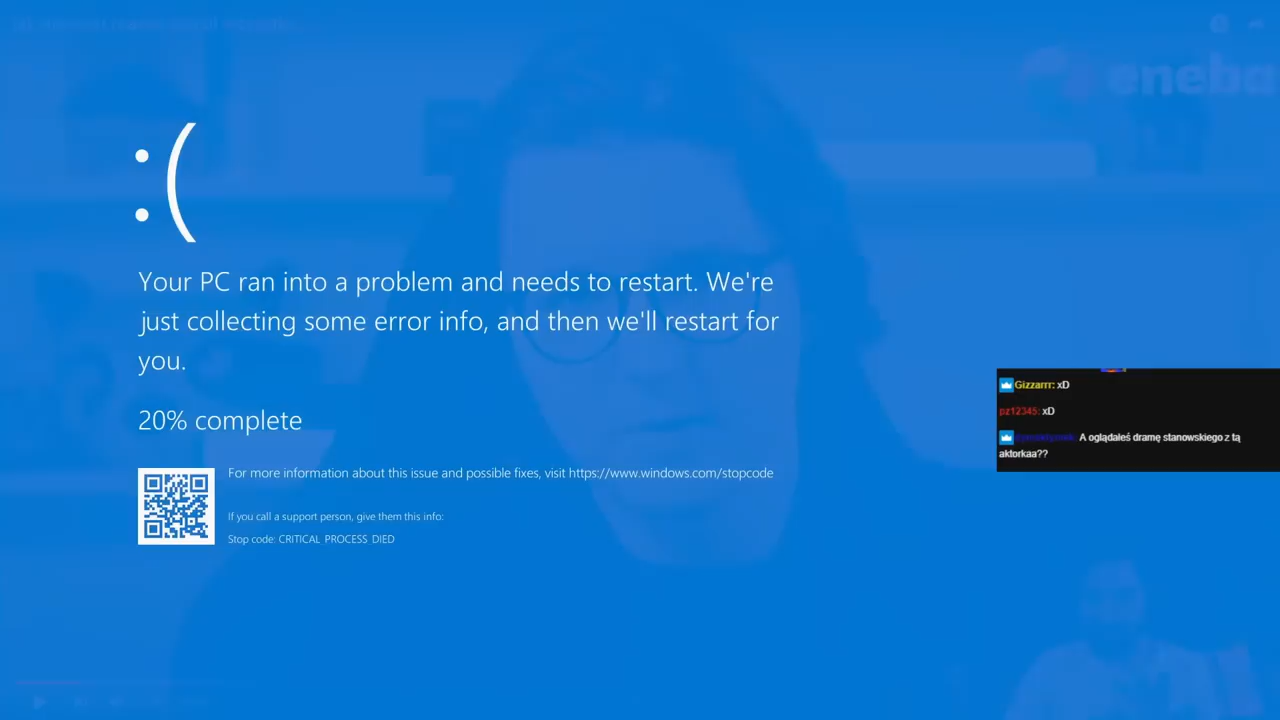 eneba
:(
Your PC ran into a problem and needs to restart. We're
just collecting some error info, and then we'll restart for
you.
20% complete
For more information about this issue and possible fixes, visit https://www.windows.com/stopcode
If you call a support person, give them this info:
Stop code: CRITICAL_PROCESS_DIED
Gizzarrr: xD
pz12345: xD
A oglądałeś dramę stanowskiego z tą
aktorkaa??